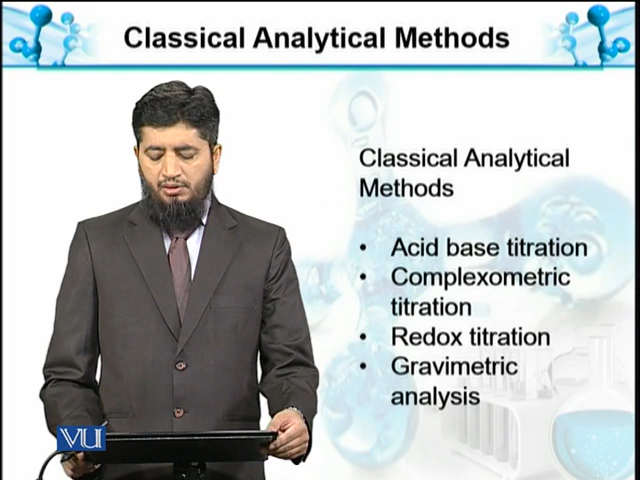 Classical Analytical Methods
Classical Analytical
Methods
• Acid base titration
• Complexometric
titration
• Redox titration
• Gravimetric
analysis
VU